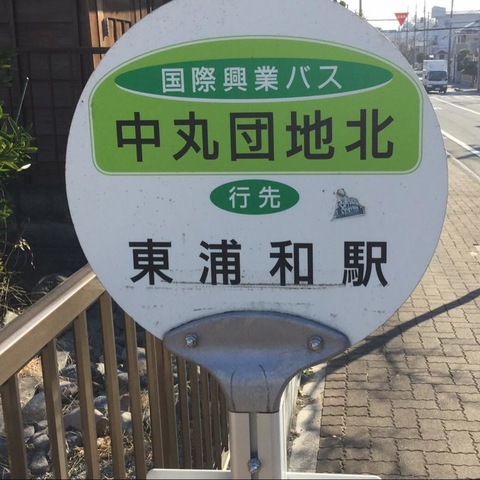 国際興業バス
中丸団地北
行先
東浦和駅